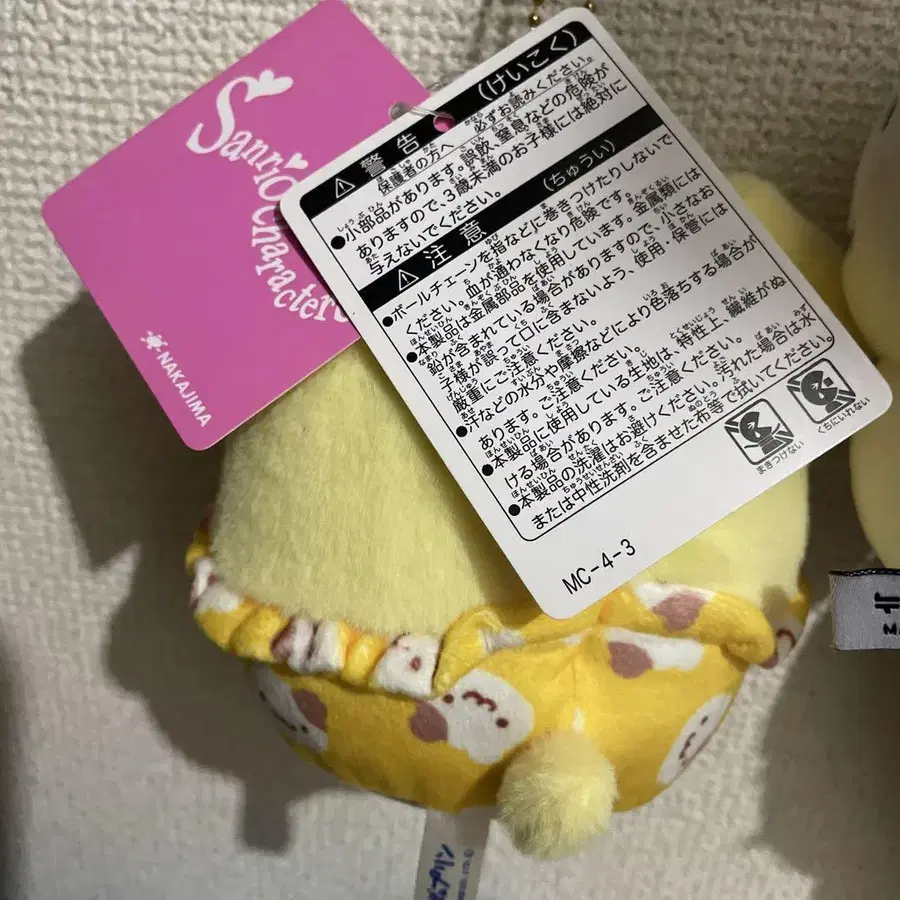 Sanrio characters
NAKAJIMA
⚠ 警告 (けいこく)
保護者の方へ 必ずお読みください。
●小部品があります。誤飲、窒息などの危険が
ありますので、3歳未満のお子様には絶対に
与えないでください。
⚠ 注意 (ちゅうい)
●ボールチェーンを指などに巻きつけたりしないで
ください。血が通わなくなり危険です。
●本製品は金属部品を使用しています。金属類には
鉛が含まれている場合がありますので、小さなお
子様が誤って口に含まないよう、使用・保管には
厳重にご注意ください。
●汗などの水分や摩擦などにより色落ちする場合が
あります。ご注意ください。
●本製品に使用している生地は、特性上、繊維がぬ
ける場合があります。ご注意ください。
●本製品の洗濯はお避けください。汚れた場合は水
または中性洗剤を含ませた布等で拭いてください。
まきつけない
くちにいれない
MC-4-3